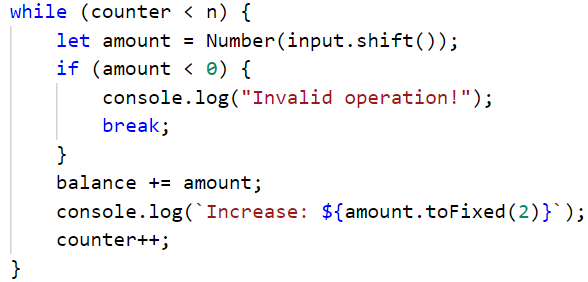 while (counter < n) {
    let amount = Number(input.shift());
    if (amount < 0) {
        console.log("Invalid operation!");
        break;
    }
    balance += amount;
    console.log(`Increase: ${amount.toFixed(2)}`);
    counter++;
}